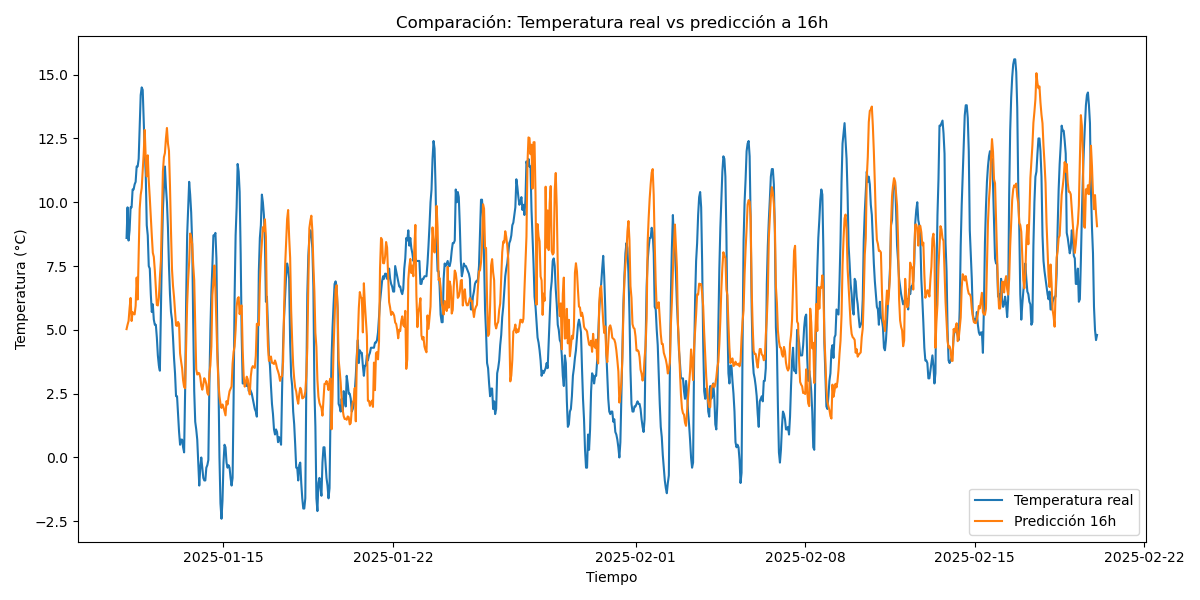 Comparación: Temperatura real vs predicción a 16h
Temperatura (°C)
15.0
12.5
10.0
7.5
5.0
2.5
0.0
−2.5
Temperatura real
Predicción 16h
2025-01-15
2025-01-22
2025-02-01
2025-02-08
2025-02-15
2025-02-22
Tiempo